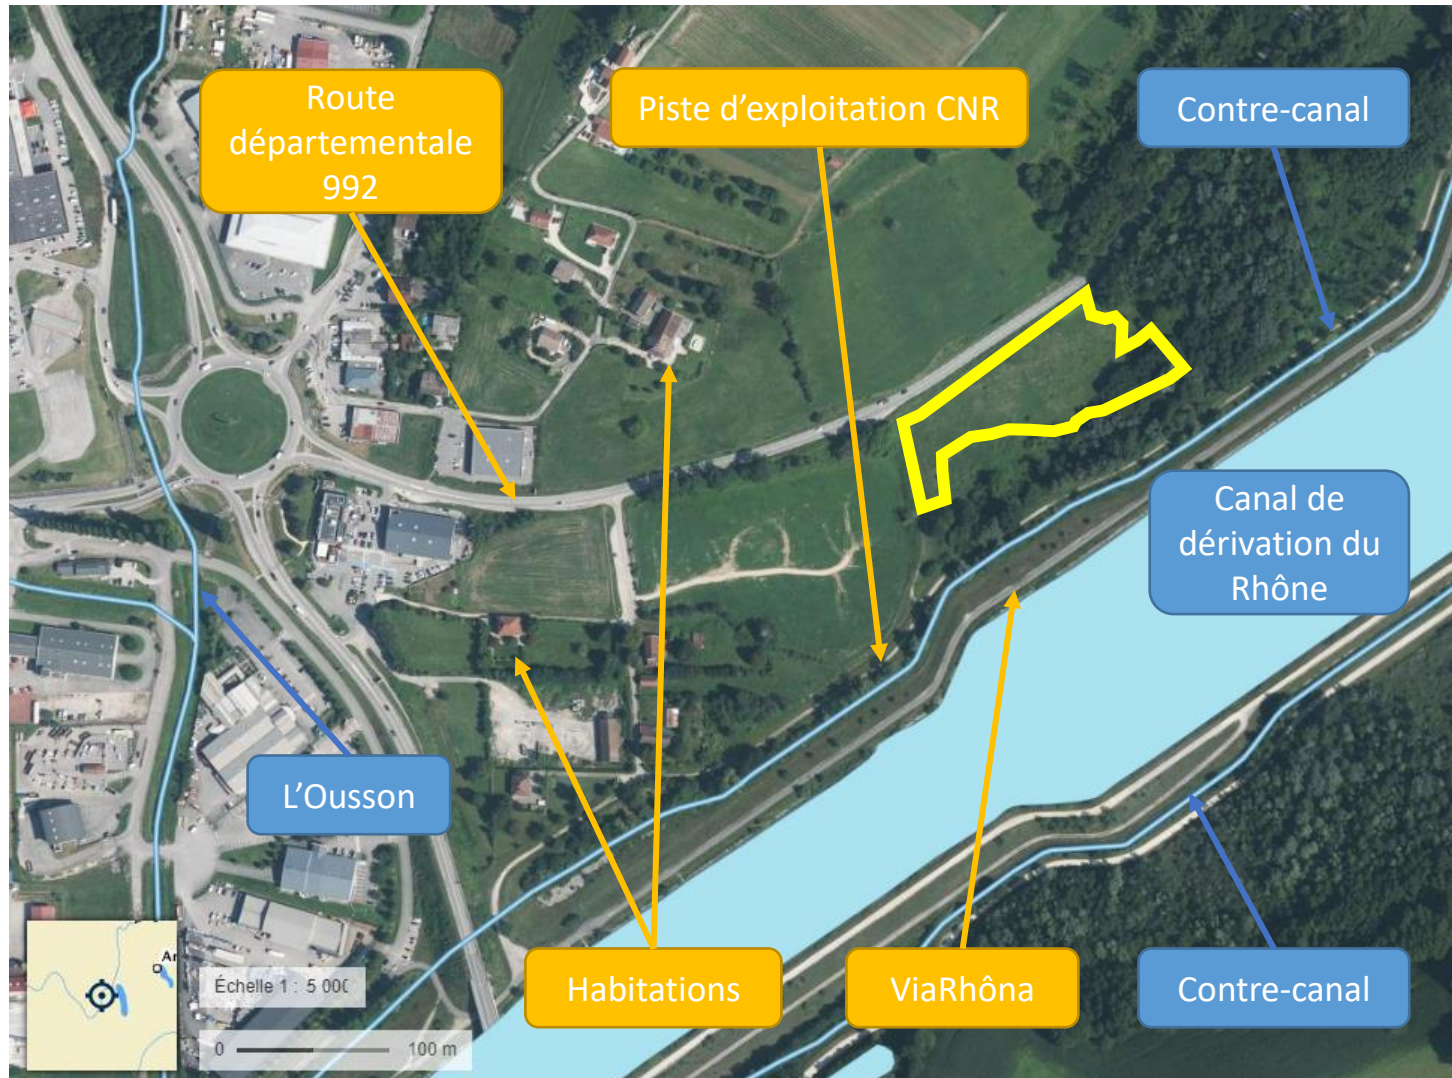 Route
départementale
992
Piste d'exploitation CNR
Contre-canal
Canal de
dérivation du
Rhône
L'Ousson
Habitations
ViaRhôna
Contre-canal
Ar
Échelle 1 : 5 000
0
100 m